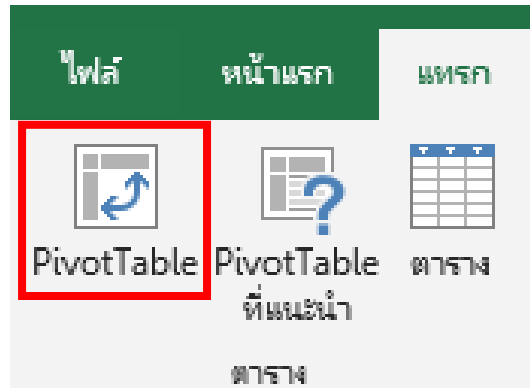 ไฟล์ หน้าแรก แทรก
PivotTable PivotTable ตาราง
ที่แนะนำ
ตาราง